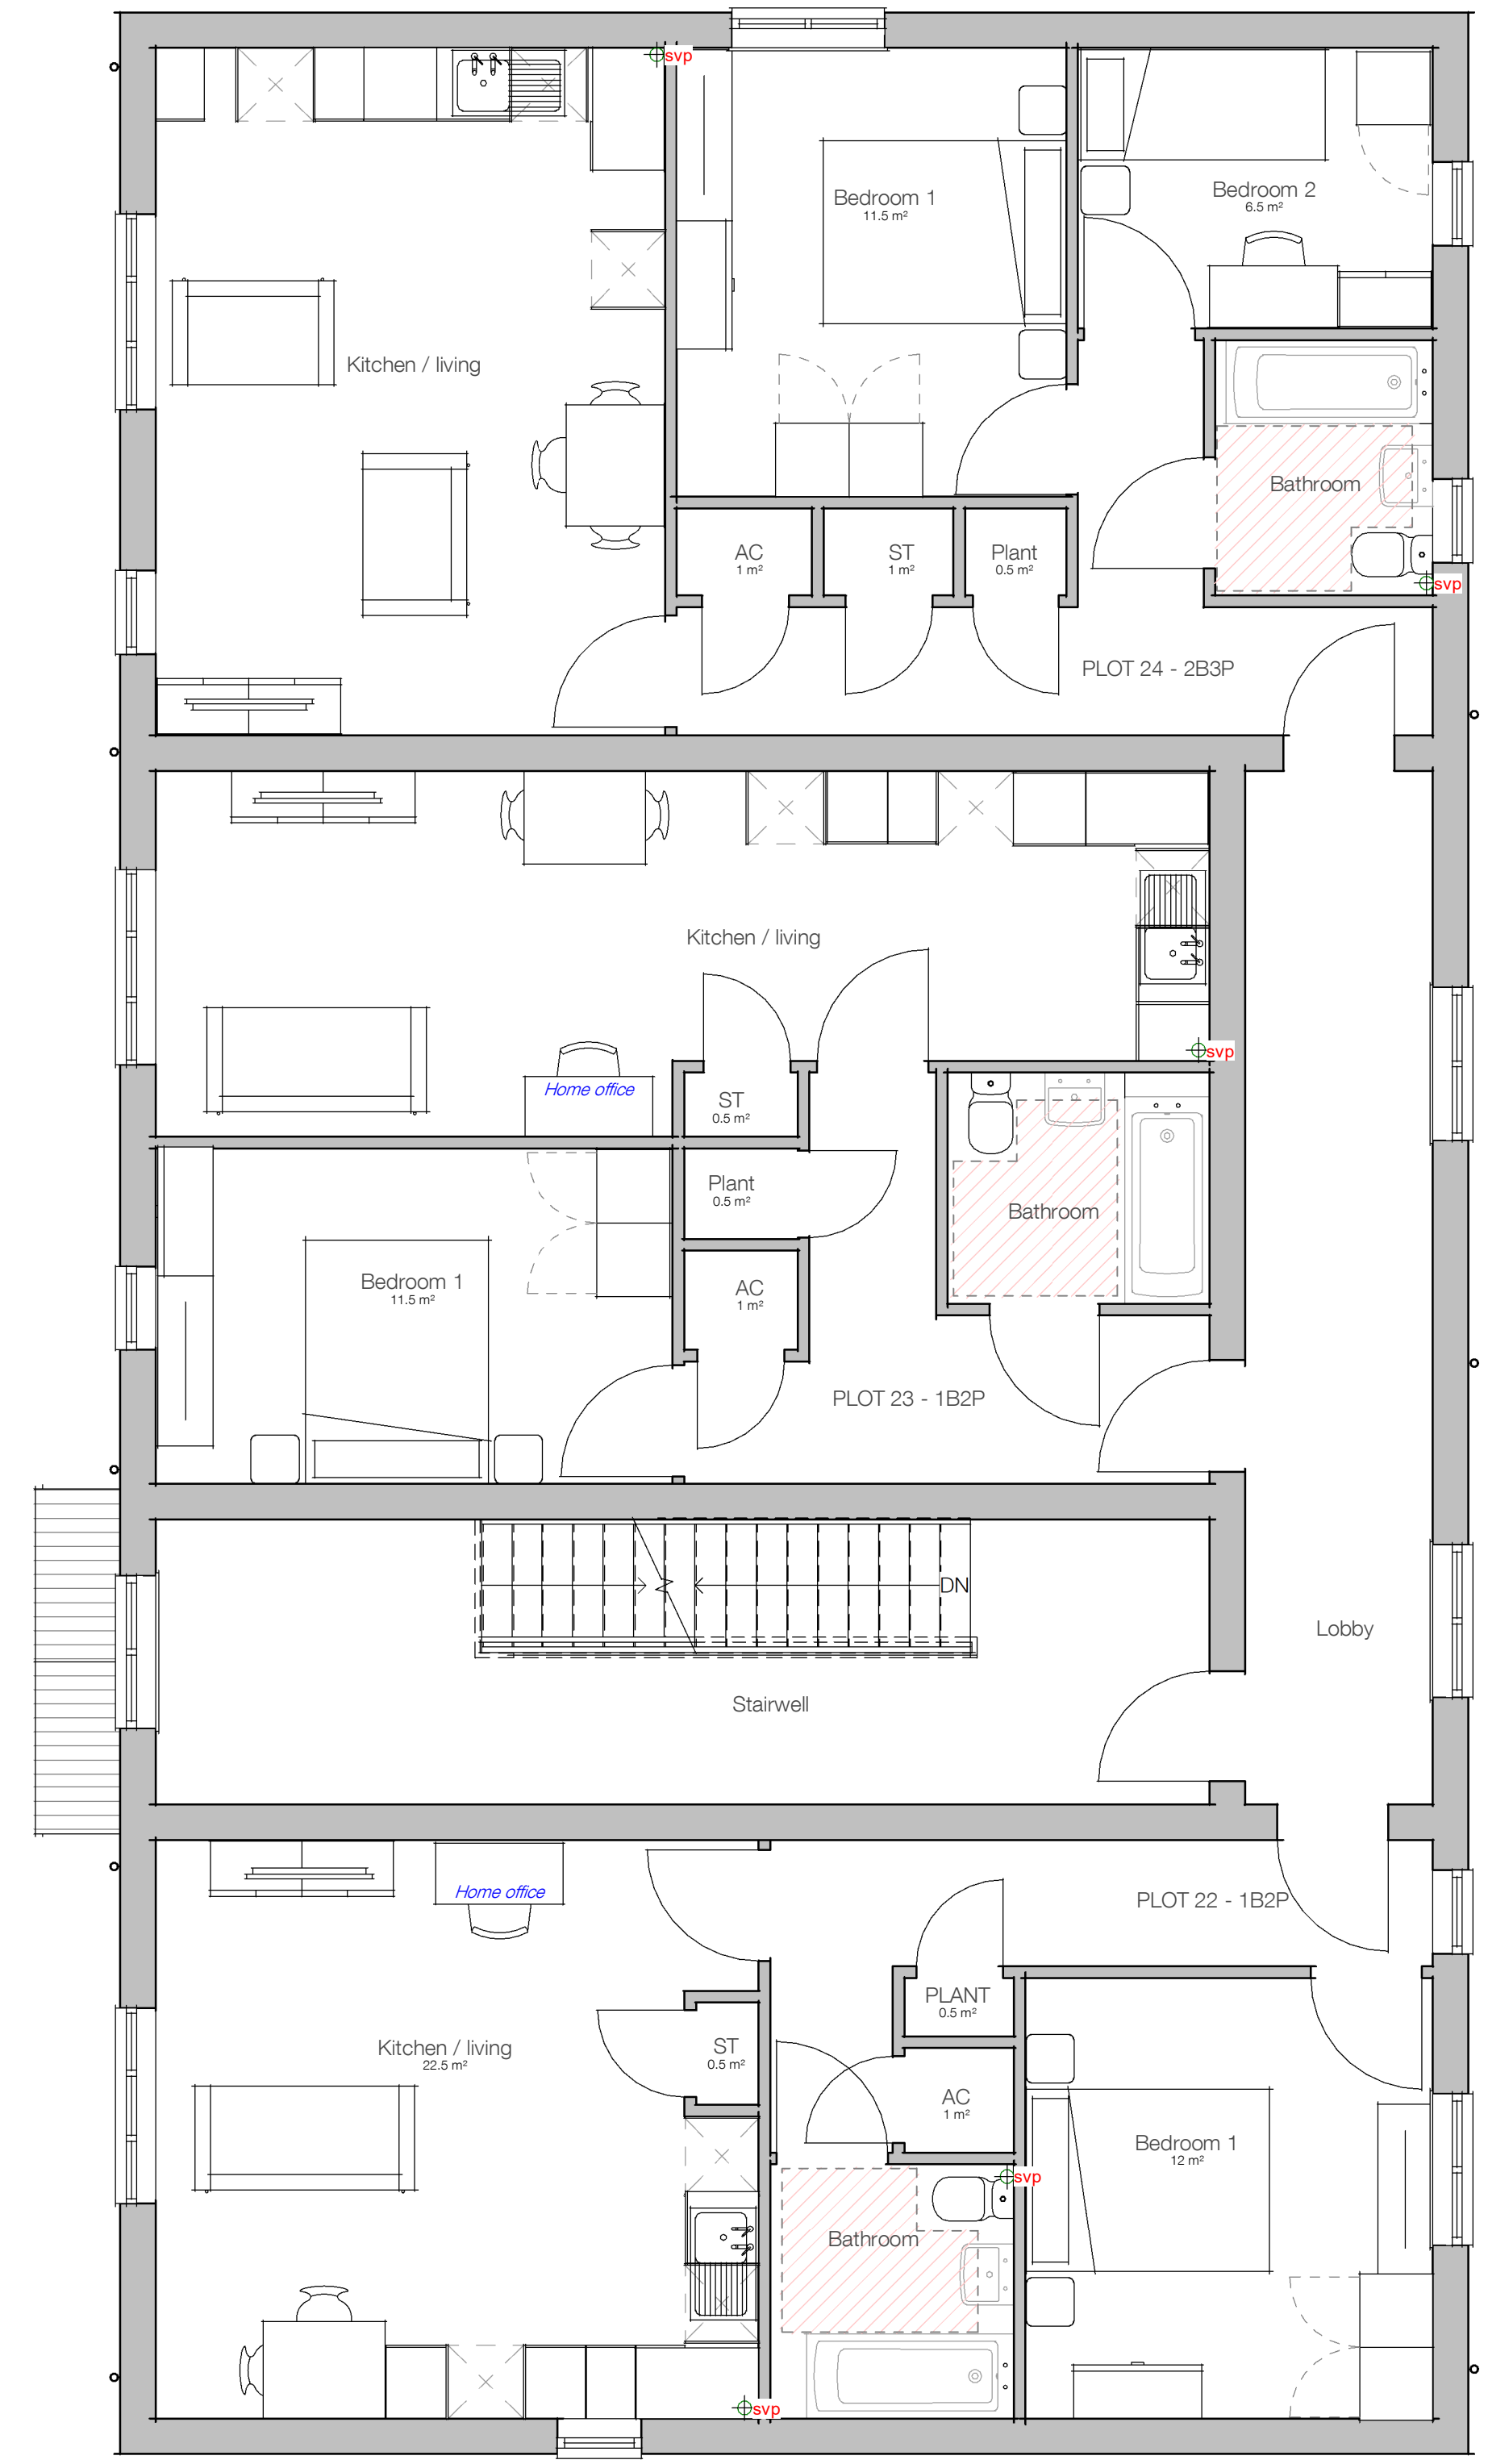 svp
Bedroom 1
11.5 m²
Bedroom 2
6.5 m²
Kitchen / living
Bathroom
AC
1 m²
ST
1 m²
Plant
0.5 m²
svp
PLOT 24 - 2B3P
Kitchen / living
svp
Home office
ST
0.5 m²
Plant
0.5 m²
Bathroom
Bedroom 1
11.5 m²
AC
1 m²
PLOT 23 - 1B2P
DN
Lobby
Stairwell
Home office
PLOT 22 - 1B2P
PLANT
0.5 m²
Kitchen / living
22.5 m²
ST
0.5 m²
AC
1 m²
Bedroom 1
12 m²
svp
Bathroom
svp